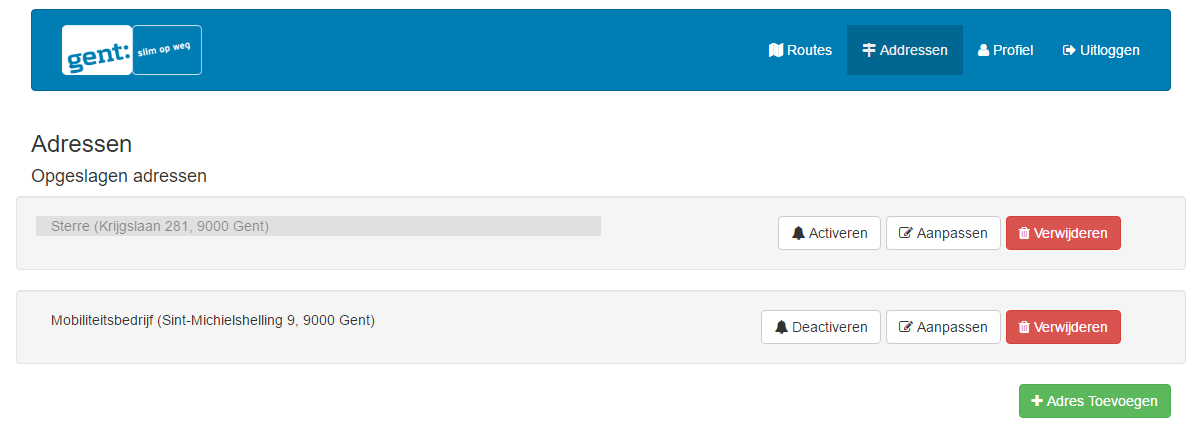 gent: slim op weg
Routes Addressen Profiel Uitloggen
Adressen
Opgeslagen adressen
Sterre (Krijgslaan 281, 9000 Gent) Activeren Aanpassen Verwijderen
Mobiliteitsbedrijf (Sint-Michielshelling 9, 9000 Gent) Deactiveren Aanpassen Verwijderen
Adres Toevoegen